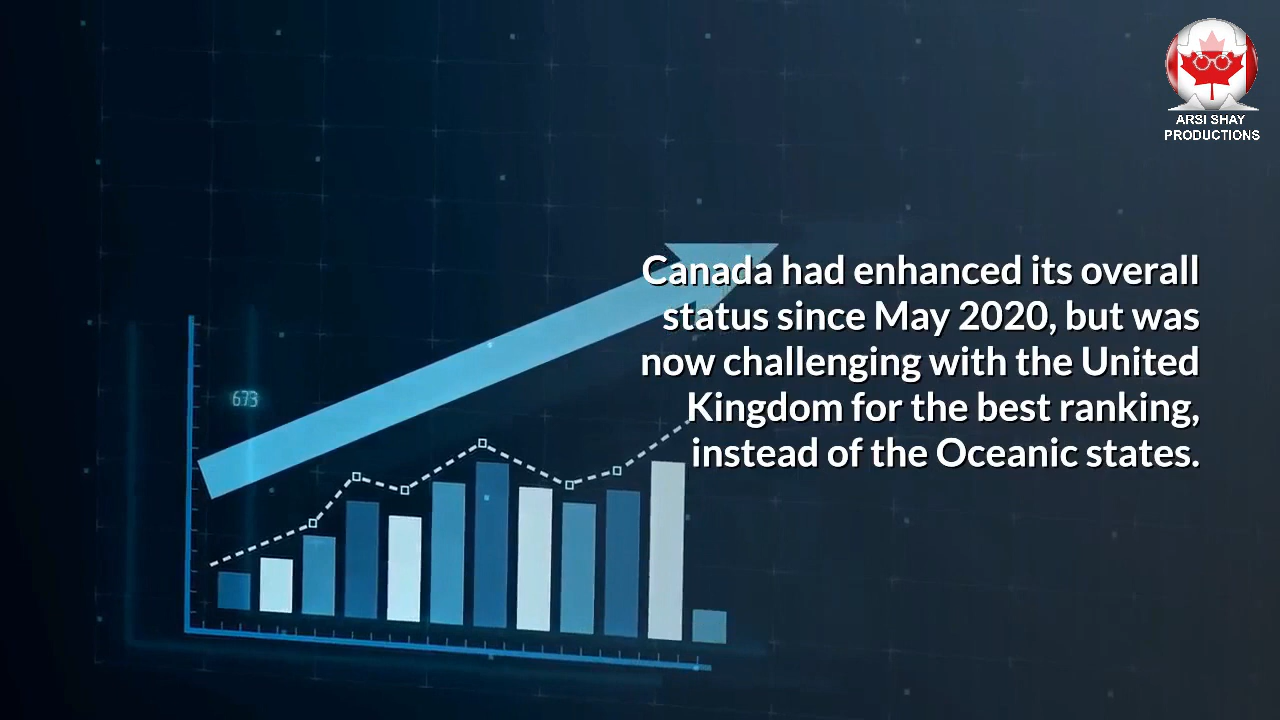 ARSI SHAY
PRODUCTIONS
Canada had enhanced its overall
status since May 2020, but was
now challenging with the United
Kingdom for the best ranking,
instead of the Oceanic states.
673